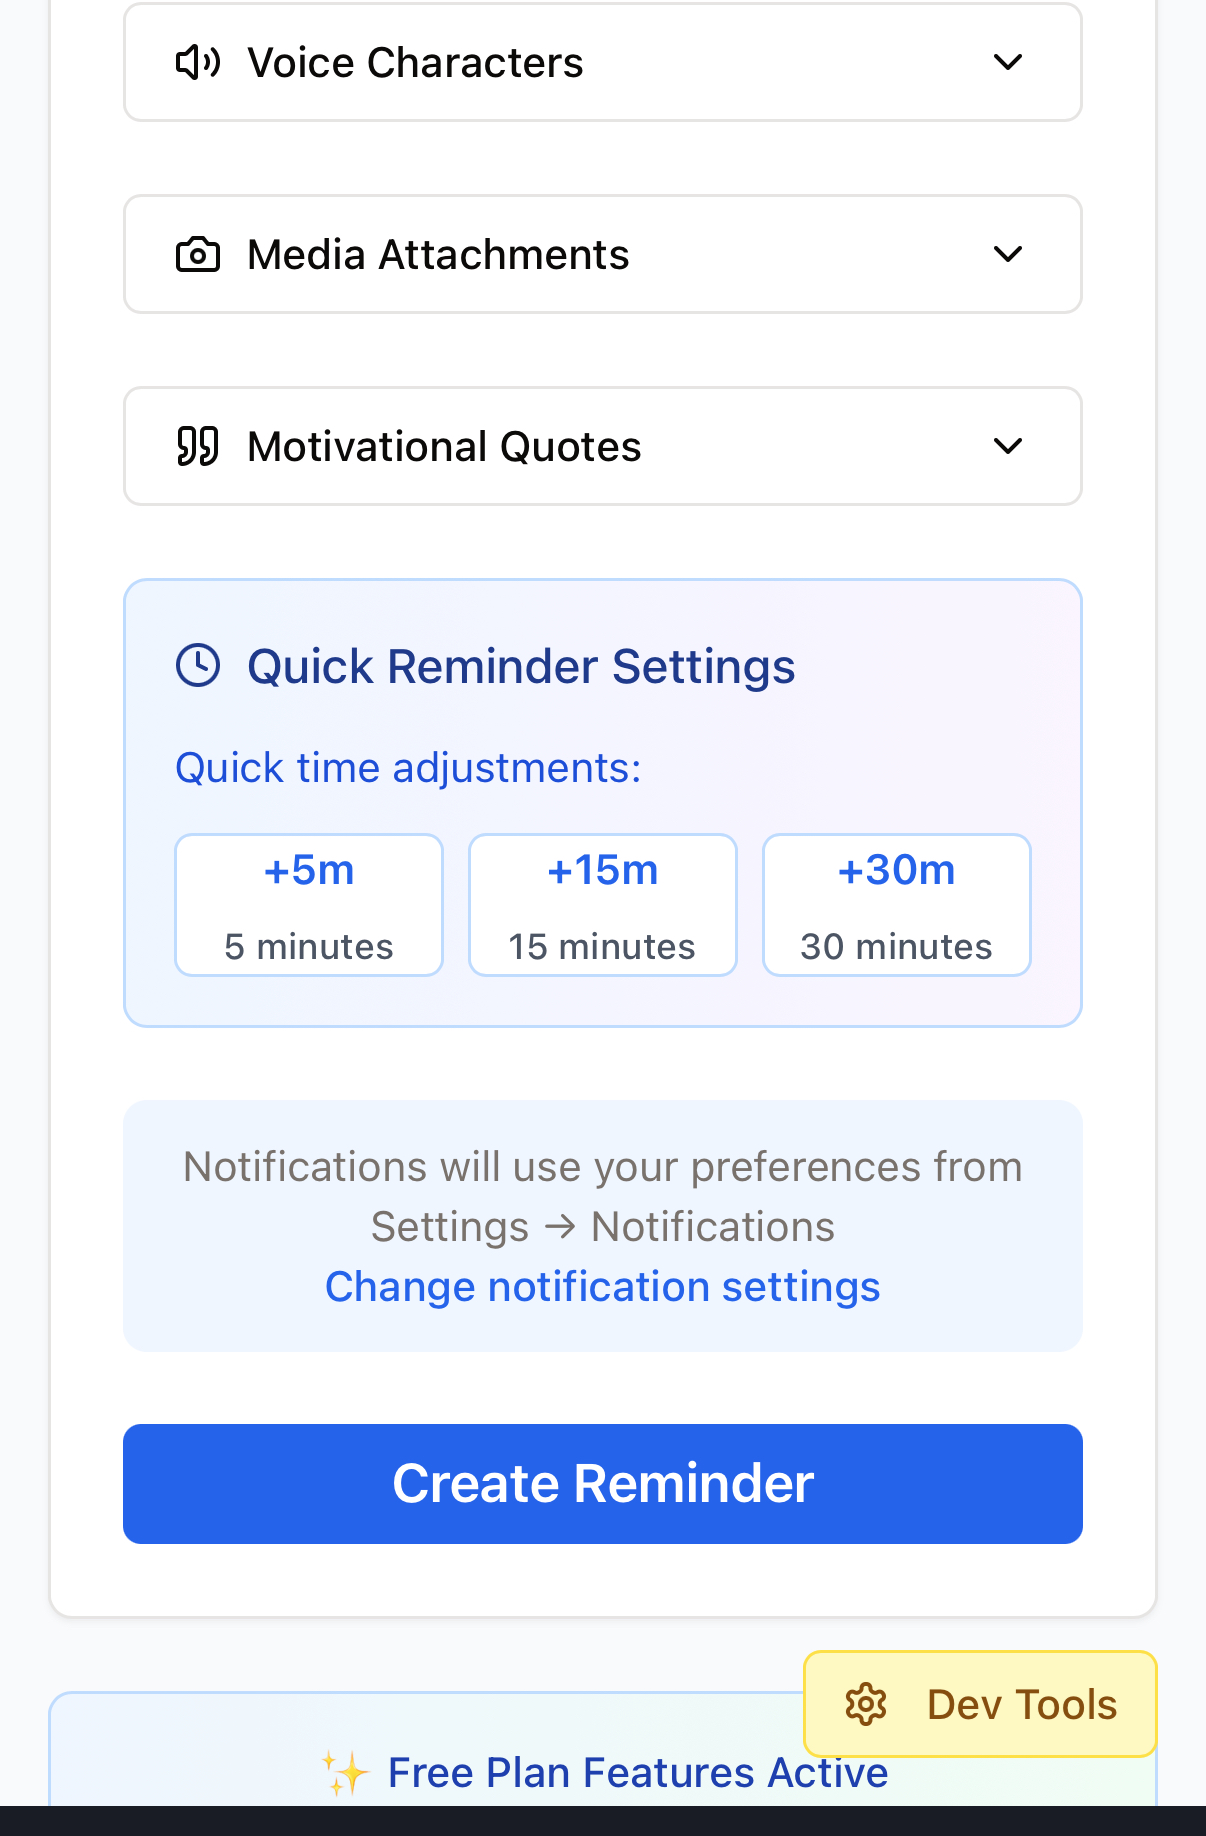 Voice Characters
Media Attachments
Motivational Quotes
Quick Reminder Settings
Quick time adjustments:
+5m
5 minutes
+15m
15 minutes
+30m
30 minutes
Notifications will use your preferences from
Settings → Notifications
Change notification settings
Create Reminder
Dev Tools
✨ Free Plan Features Active